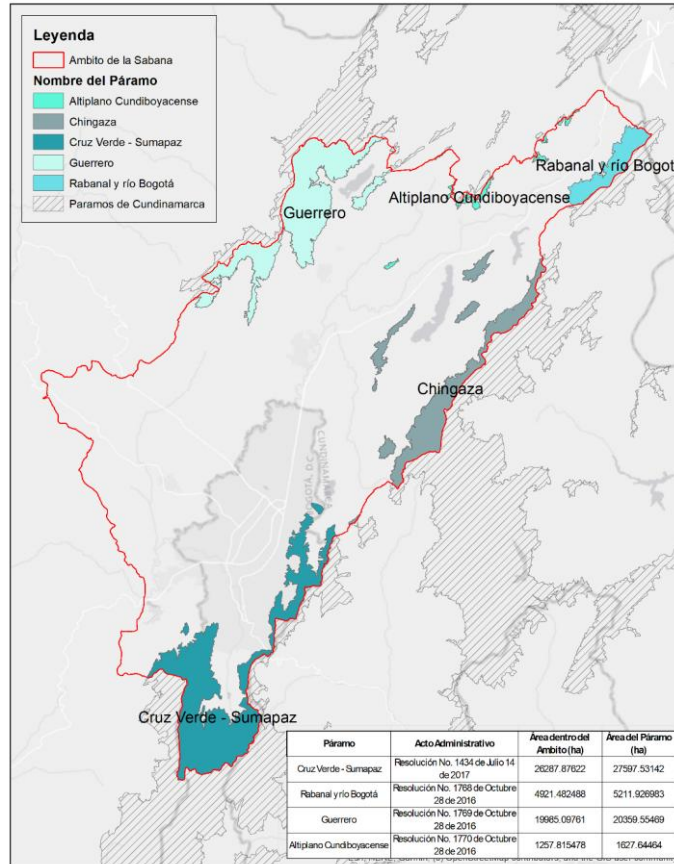 Leyenda
Ambito de la Sabana
Nombre del Páramo
Altiplano Cundiboyacense
Chingaza
Cruz Verde - Sumapaz
Guerrero
Rabanal y río Bogotá
Paramos de Cundinamarca
N
Rabanal y río Bogot
Altiplano Cundiboyacense
Guerrero
Chingaza
BOGOTÁ, D.C.
CUNDINAMARCA
Cruz Verde - Sumapaz
Páramo Acto Administrativo Área dentro del Ambito (ha) Área del Páramo (ha)
Cruz Verde - Sumapaz Resolución No. 1434 de Julio 14 de 2017 26287.87622 27597.53142
Rabanal y río Bogotá Resolución No. 1768 de Octubre 28 de 2016 4921.482488 5211.926983
Guerrero Resolución No. 1769 de Octubre 28 de 2016 19985.09761 20359.55469
Altiplano Cundiboyacense Resolución No. 1770 de Octubre 28 de 2016 1257.815478 1627.64464